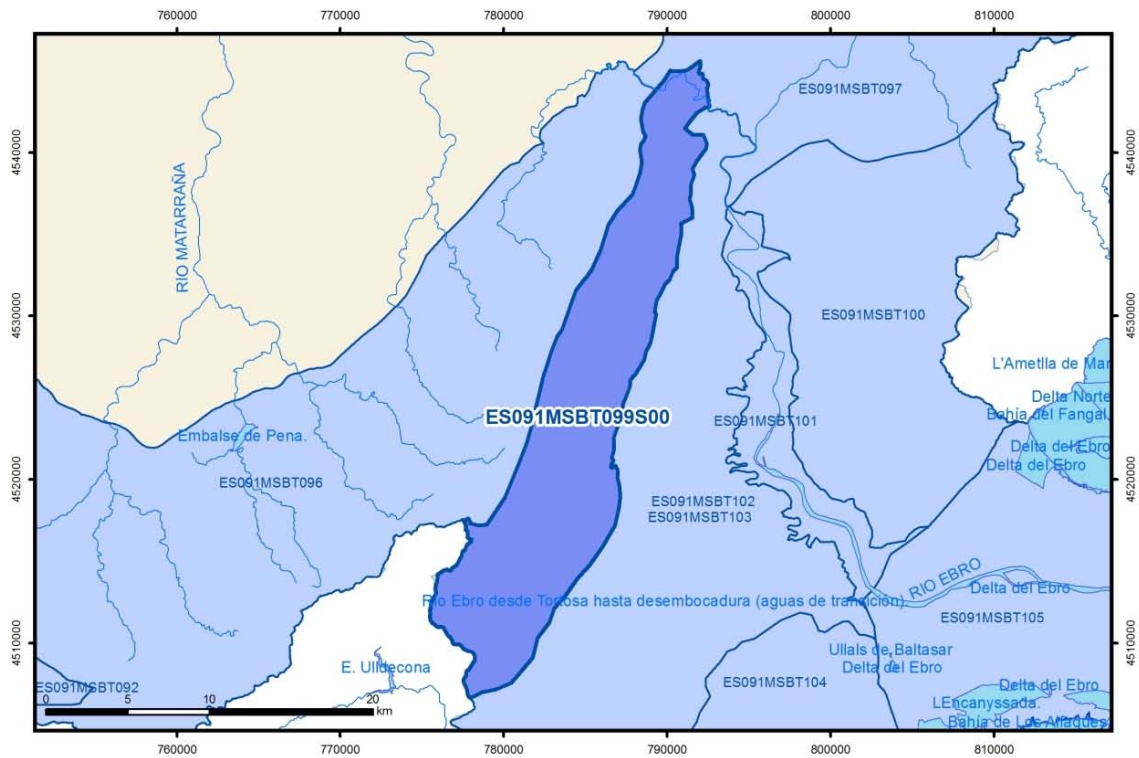 760000 770000 780000 790000 800000 810000
ES091MSBT097
4540000
4540000
RIO MATARRAÑA
4530000
4530000
ES091MSBT100
L'Ametlla de Mar
Delta Norte
Bahía del Fangal
ES091MSBT099S00
ES091MSBT101
Embalse de Pena.
Delta del Ebro
Delta del Ebro
4520000
4520000
ES091MSBT096
ES091MSBT102
ES091MSBT103
RIO EBRO
Delta del Ebro
Río Ebro desde Tortosa hasta desembocadura (aguas de transición)
ES091MSBT105
4510000
4510000
Ullals de Baltasar
Delta del Ebro
E. Ulldecona
ES091MSBT104
ES091MSBT092
Delta del Ebro
LEncanyssada.
Bahía de Los Alfaques
0 5 10 20
km
760000 770000 780000 790000 800000 810000